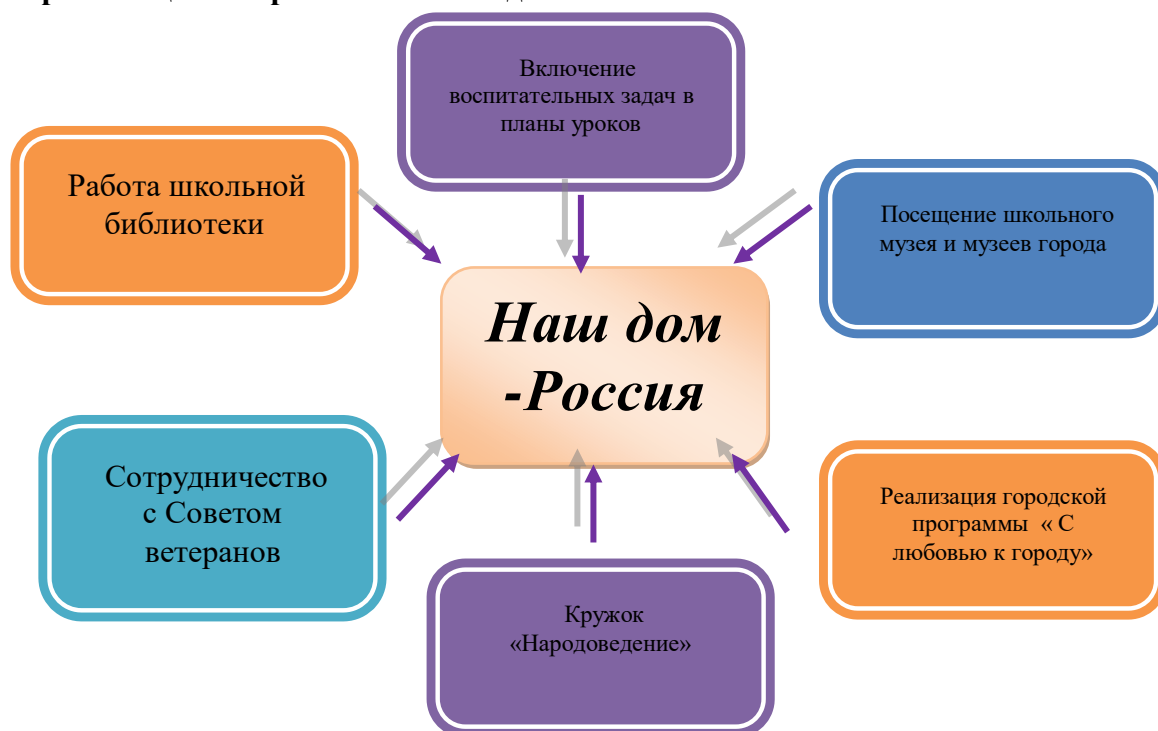 Включение
воспитательных задач в
планы уроков
Работа школьной
библиотеки
Посещение школьного
музея и музеев города
Наш дом
-Россия
Сотрудничество
с Советом
ветеранов
Реализация городской
программы « С
любовью к городу»
Кружок
«Народоведение»